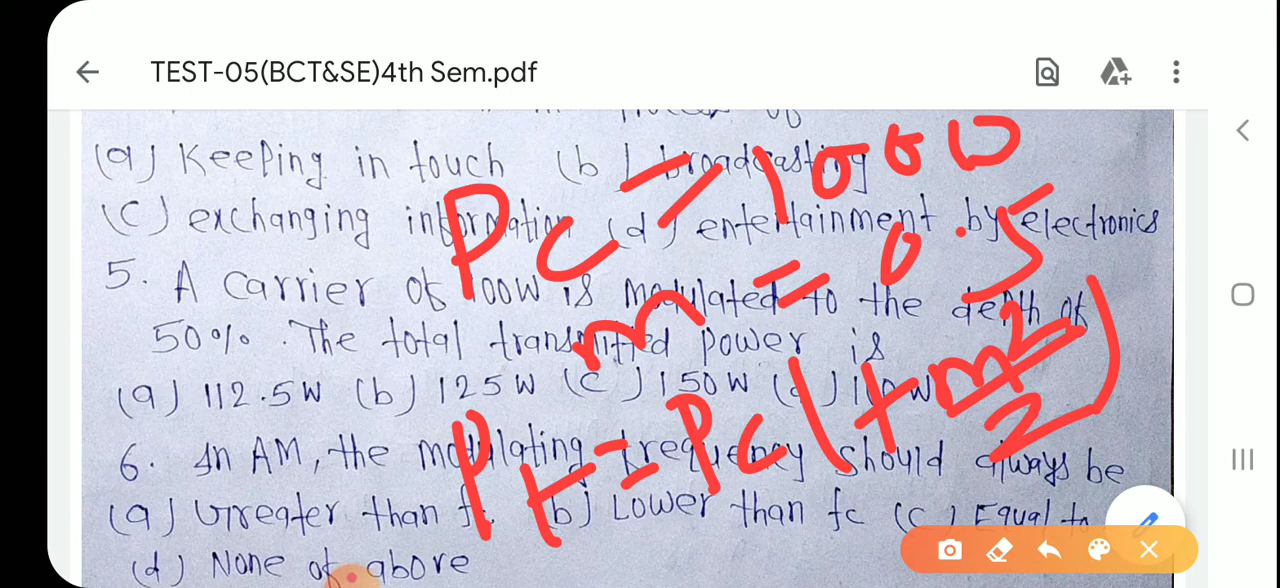 TEST-05(BCT&SE)4th Sem.pdf
(a) Keeping in touch (b) broadcasting
(c) exchanging information (d) entertainment by electronics
5. A carrier of 100W is modulated to the depth of
50% . The total transmitted power is
(a) 112.5W (b) 125W (c) 150W (d) 110W
6. In AM, the modulating frequency should always be
(a) Greater than fc (b) Lower than fc (c) Equal to
(d) None of above
Pc = 100W
m = 0.5
Pt = Pc(1+m²/2)